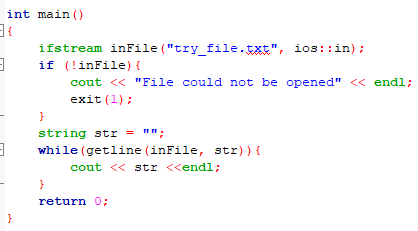 int main()
{
    ifstream inFile("try_file.txt", ios::in);
    if (!inFile){
        cout << "File could not be opened" << endl;
        exit(1);
    }
    string str = "";
    while(getline(inFile, str)){
        cout << str <<endl;
    }
    return 0;
}